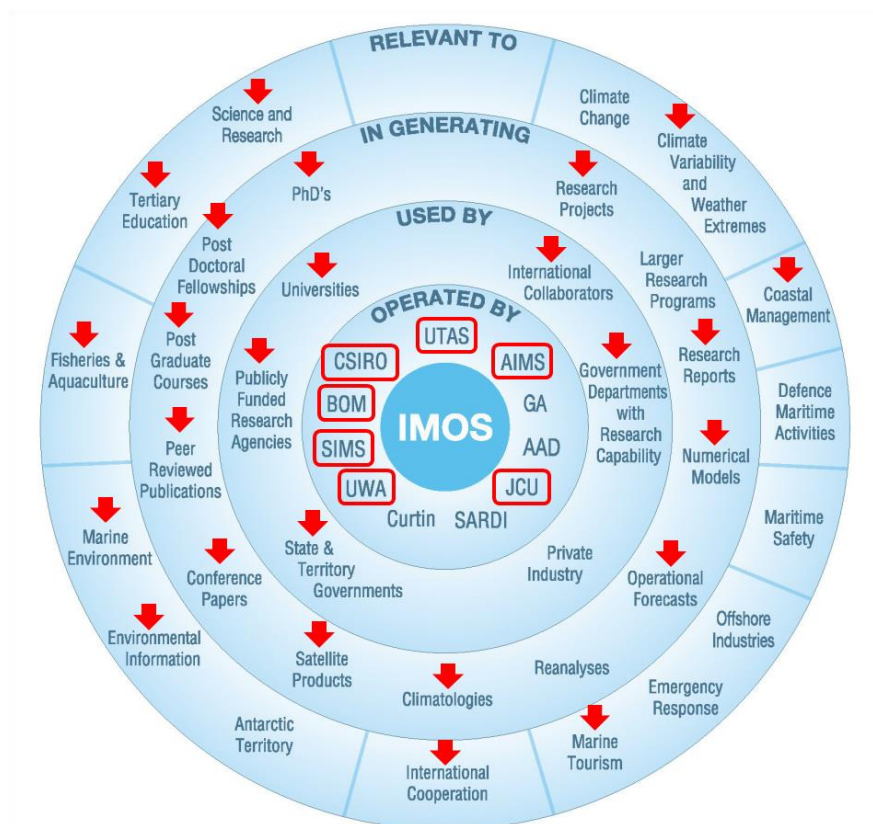 RELEVANT TO
Science and
Research
Tertiary
Education
Fisheries &
Aquaculture
Marine
Environment
Environmental
Information
Antarctic
Territory
International
Cooperation
Marine
Tourism
Emergency
Response
Offshore
Industries
Maritime
Safety
Defence
Maritime
Activities
Coastal
Management
Climate
Variability
and
Weather
Extremes
Climate
Change
IN GENERATING
PhD's
Post
Doctoral
Fellowships
Post
Graduate
Courses
Peer
Reviewed
Publications
Conference
Papers
Satellite
Products
Climatologies
Reanalyses
Operational
Forecasts
Numerical
Models
Research
Reports
Larger
Research
Programs
Research
Projects
USED BY
Universities
Publicly
Funded
Research
Agencies
State &
Territory
Governments
Private
Industry
Government
Departments
with
Research
Capability
International
Collaborators
OPERATED BY
UTAS
CSIRO
BOM
SIMS
UWA
Curtin
SARDI
JCU
AAD
GA
AIMS
IMOS